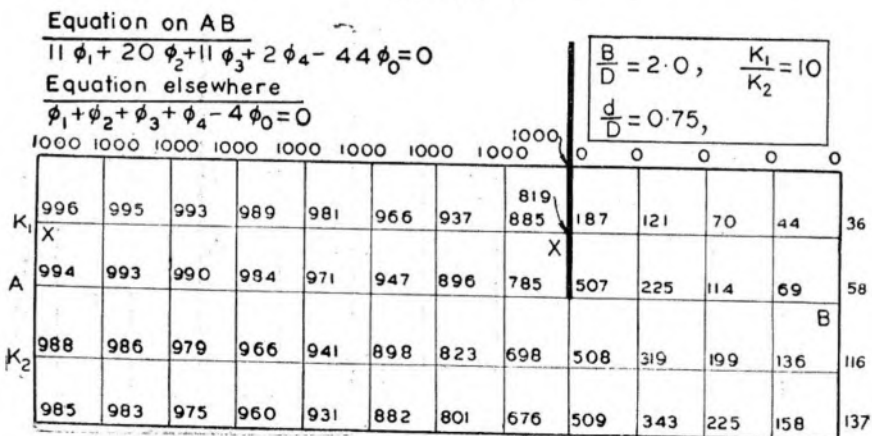 Equation on AB
11 ϕ₁ + 20 ϕ₂ + 11 ϕ₃ + 2 ϕ₄ – 44 ϕ₀ = 0
Equation elsewhere
ϕ₁ + ϕ₂ + ϕ₃ + ϕ₄ – 4 ϕ₀ = 0
B/D = 2·0, K₁/K₂ = 10
d/D = 0·75,
1000 1000 1000 1000 1000 1000 1000 1000 1000 0 0 0 0 0
819
K₁ 996 995 993 989 981 966 937 885 187 121 70 44 36
X X
A 994 993 990 984 971 947 896 785 507 225 114 69 58
B
K₂ 988 986 979 966 941 898 823 698 508 319 199 136 116
985 983 975 960 931 882 801 676 509 343 225 158 137